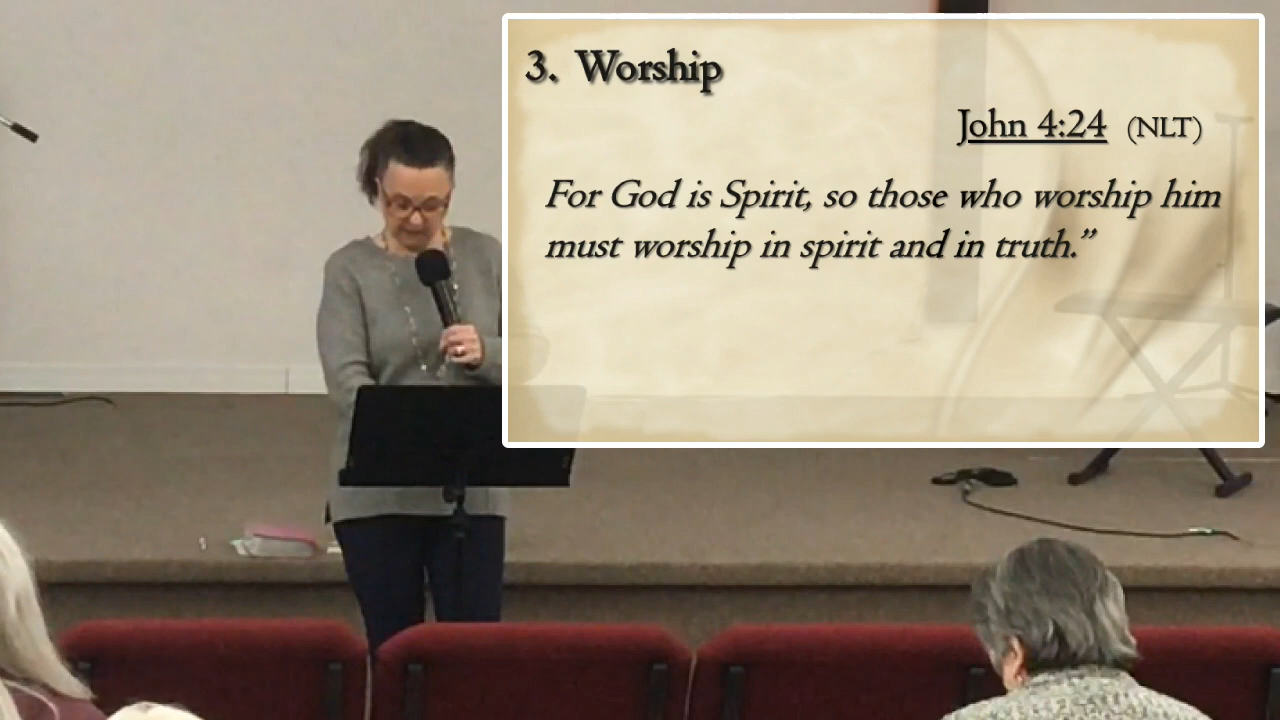 3. Worship
John 4:24 (NLT)
For God is Spirit, so those who worship him
must worship in spirit and in truth.”